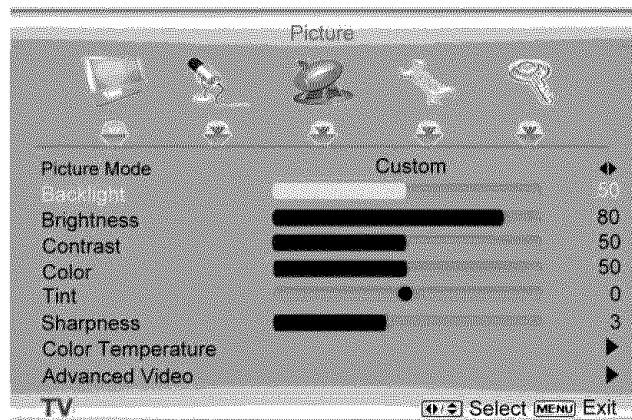 Picture
Picture Mode Custom
Backlight 50
Brightness 80
Contrast 50
Color 50
Tint 0
Sharpness 3
Color Temperature
Advanced Video
TV Select MENU Exit